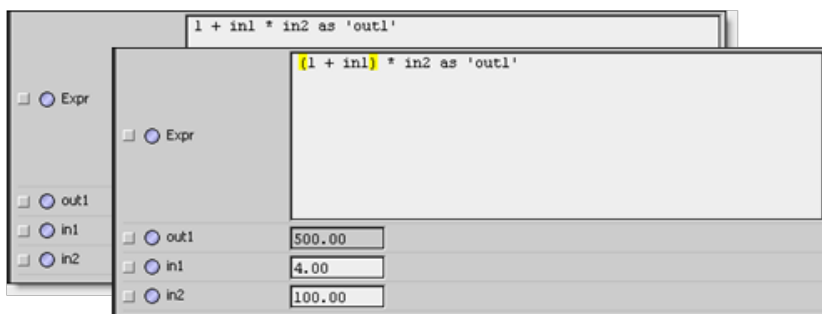 1 + in1 * in2 as 'out1'
Expr
out1
in1
in2
(1 + in1) * in2 as 'out1'
Expr
out1 500.00
in1 4.00
in2 100.00